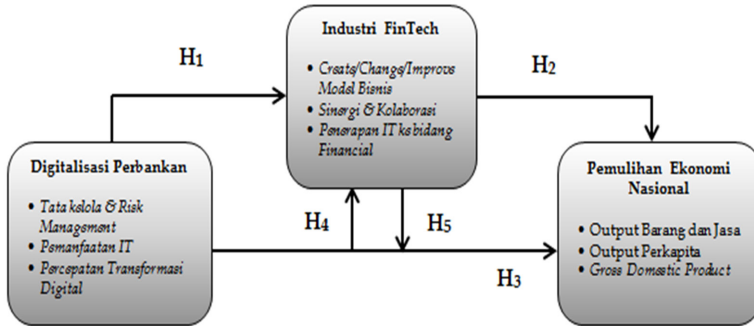 Industri FinTech
• Create/Change/Improve
Model Bisnis
• Sinergi & Kolaborasi
• Penerapan IT ke bidang
Financial
H1
H2
Digitalisasi Perbankan
• Tata kelola & Risk
Management
• Pemanfaatan IT
• Percepatan Transformasi
Digital
H4
H5
H3
Pemulihan Ekonomi
Nasional
• Output Barang dan Jasa
• Output Perkapita
• Gross Domestic Product